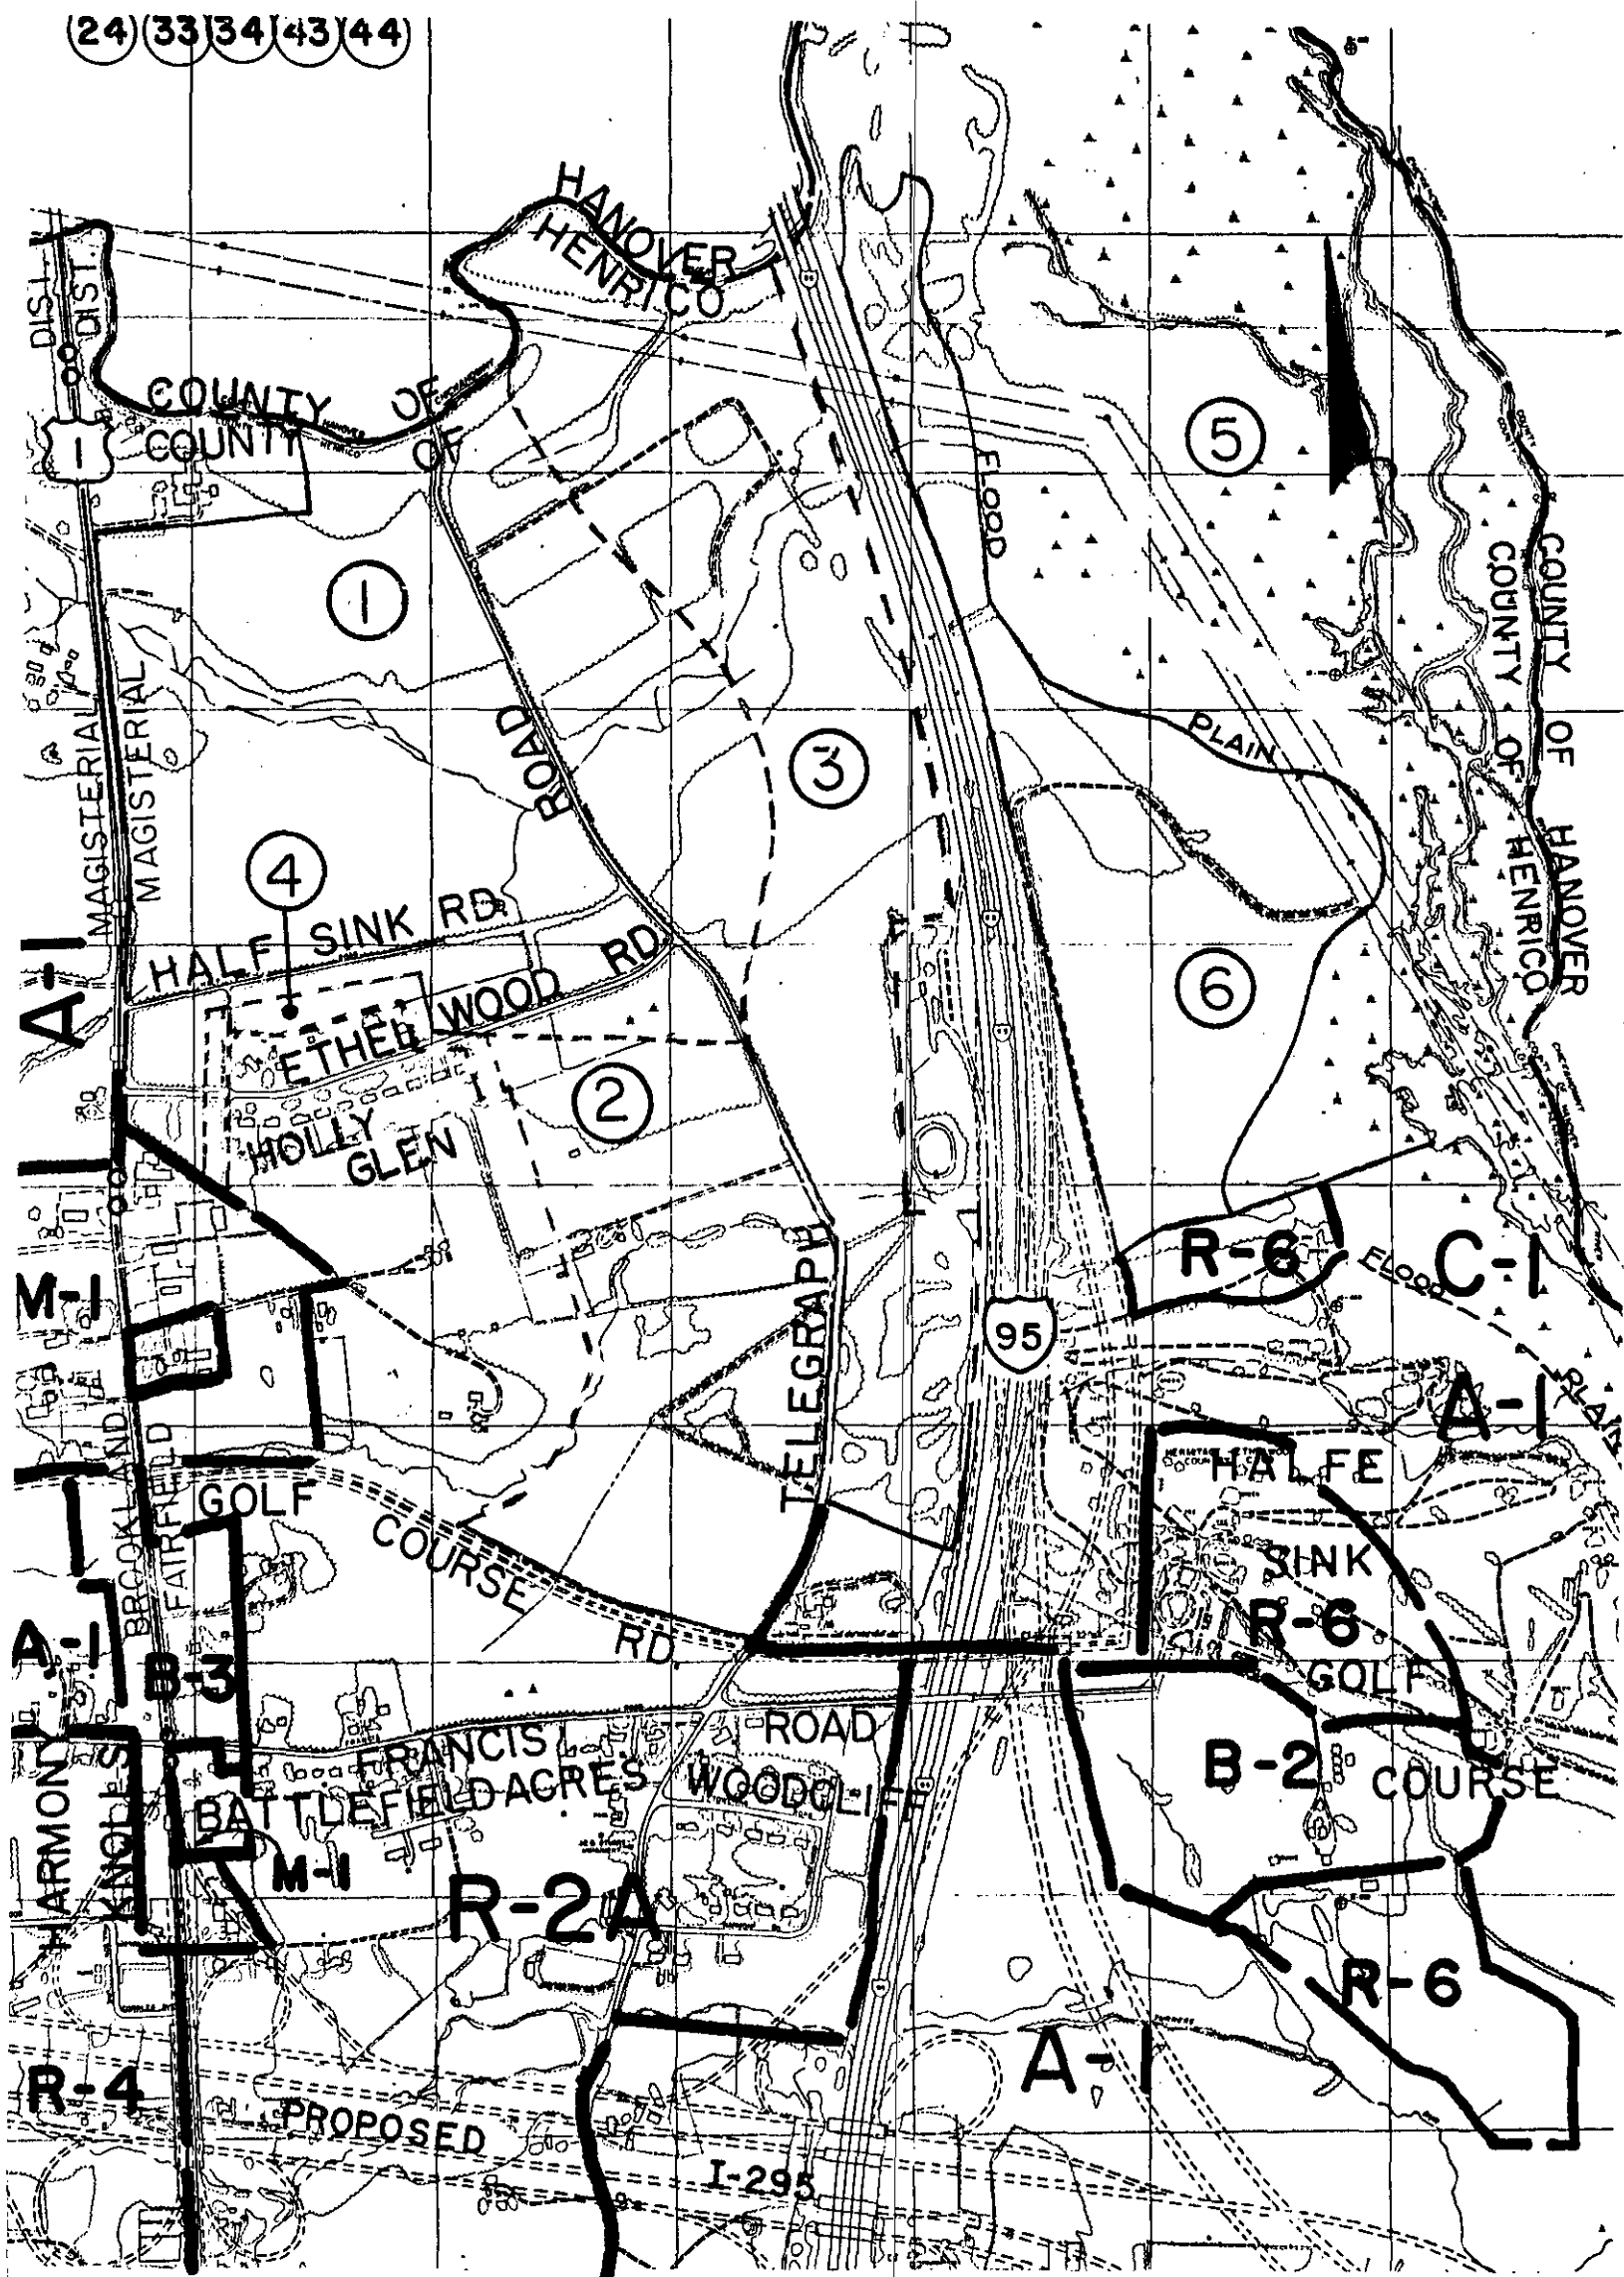 24 33 34 43 44
HANOVER
HENRICO
DIST.
DIST.
COUNTY OF
COUNTY OF
1
5
FLOOD
1
COUNTY OF HANOVER
COUNTY OF HENRICO
MAGISTERIAL
MAGISTERIAL
ROAD
PLAIN
3
4
HALF SINK RD.
A-1
ETHELWOOD RD.
6
2
HOLLY
GLEN
TELEGRAPH
R-6
C-1
FLOOD
PLAIN
M-1
95
A-1
BROOKLAND
FAIRFIELD
GOLF
COURSE
RD.
HALFE
SINK
R-6
GOLF
COURSE
A-1
B-3
FRANCIS
ROAD
B-2
HARMONY
KNOLLS
BATTLEFIELD ACRES
WOODCLIFF
M-1
R-2A
R-6
A-1
R-4
PROPOSED
I-295